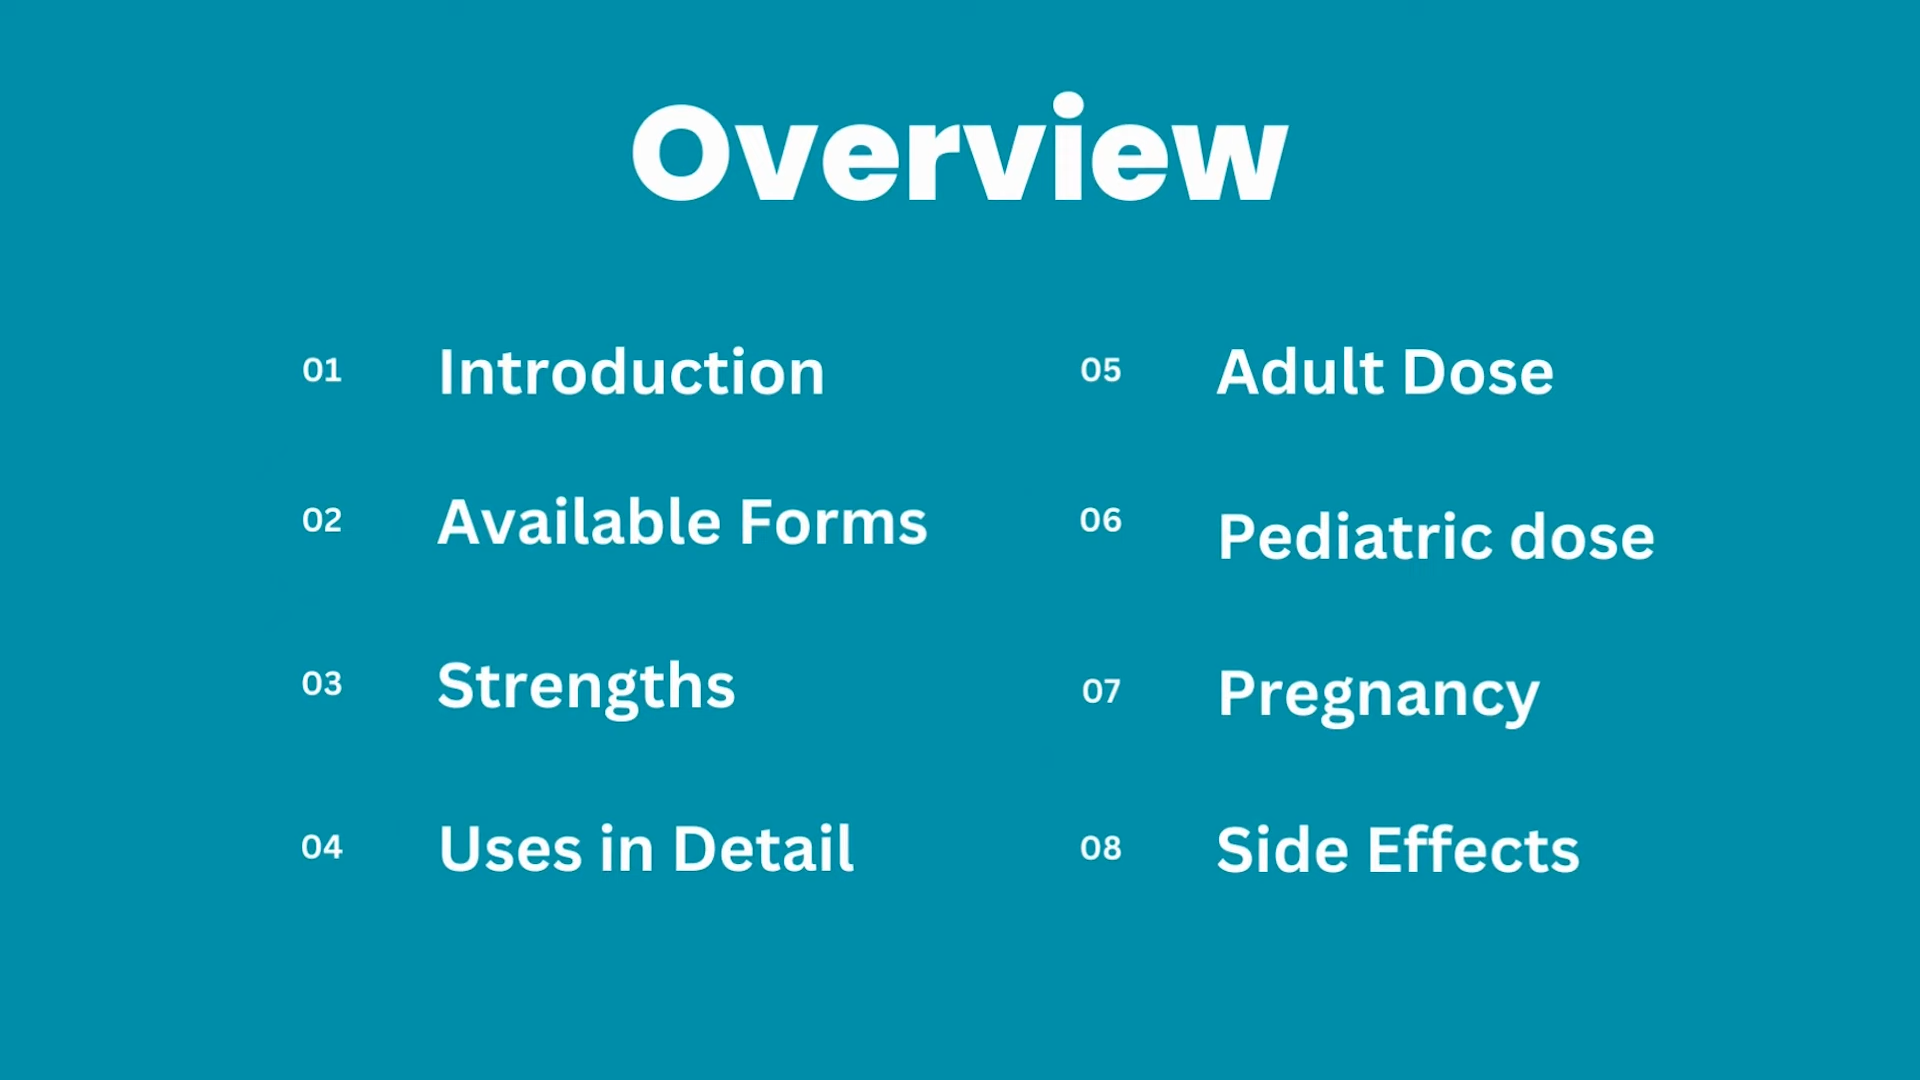 Overview
01 Introduction
02 Available Forms
03 Strengths
04 Uses in Detail
05 Adult Dose
06 Pediatric dose
07 Pregnancy
08 Side Effects